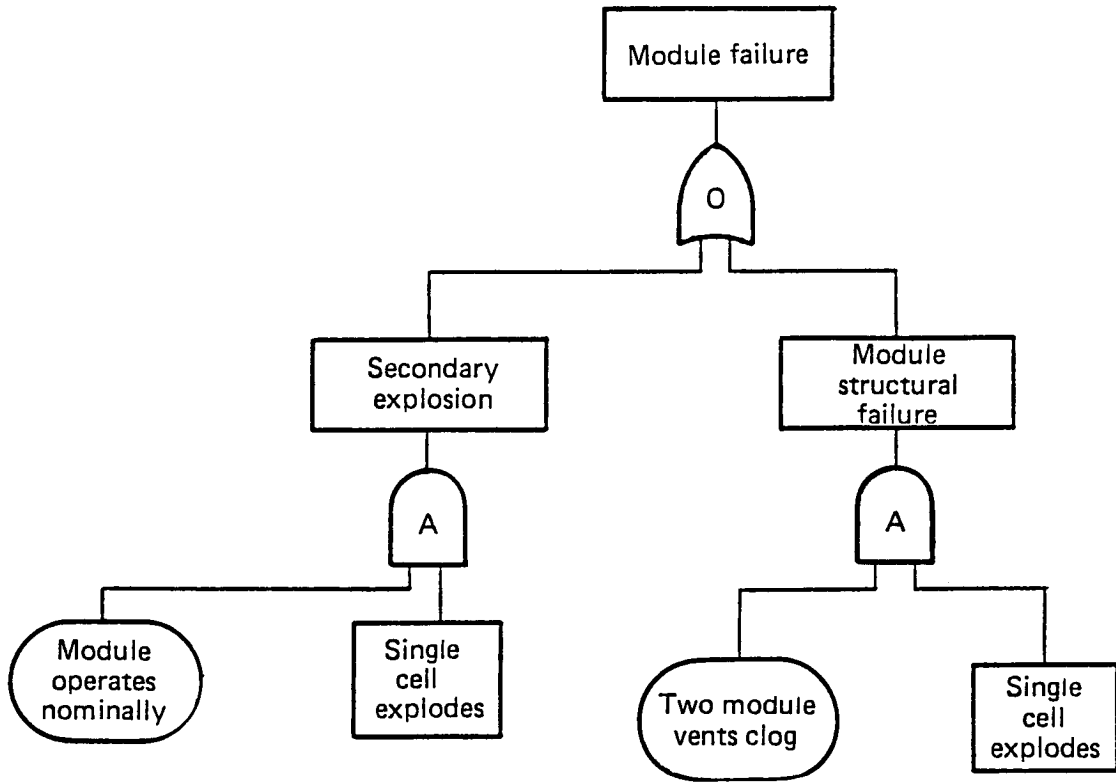 Module failure
O
Secondary
explosion
Module
structural
failure
A
A
Module
operates
nominally
Single
cell
explodes
Two module
vents clog
Single
cell
explodes